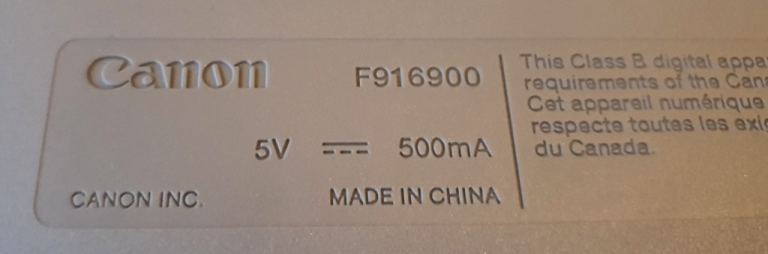 Canon F916900
5V 500mA
CANON INC. MADE IN CHINA
This Class B digital
requirements of the
Cet appareil numérique
respecte toutes les
du Canada.